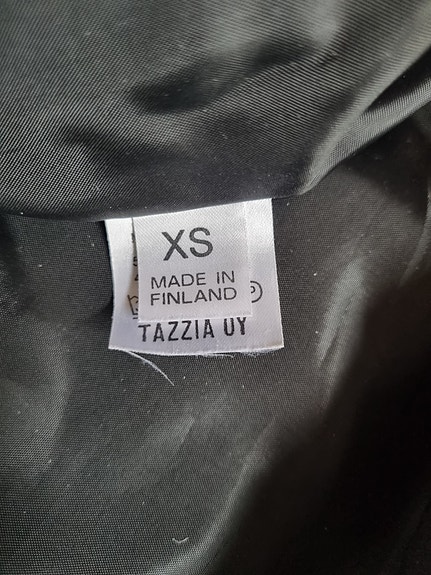 XS
MADE IN
FINLAND
P
TAZZIA OY